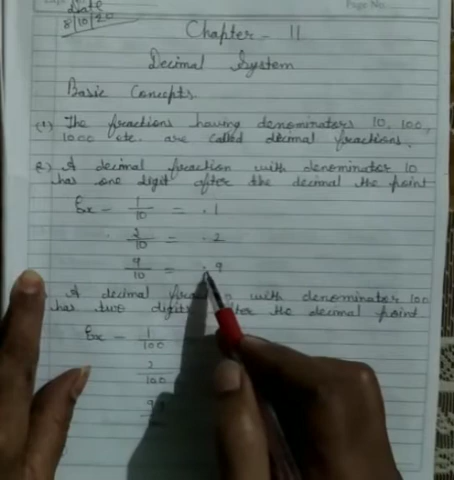 Page No.
Date
8/10/20
Chapter - 11
Decimal System
Basic Concepts.
(1) The fractions having denominators 10, 100,
1000 etc. are called decimal fractions.
2) A decimal fraction with denominator 10
has one digit after the decimal the point
Ex - 1/10 = .1
2/10 = .2
9/10 = .9
A decimal with denominator 100
has two digits the decimal point
Ex - 1/100
2/100